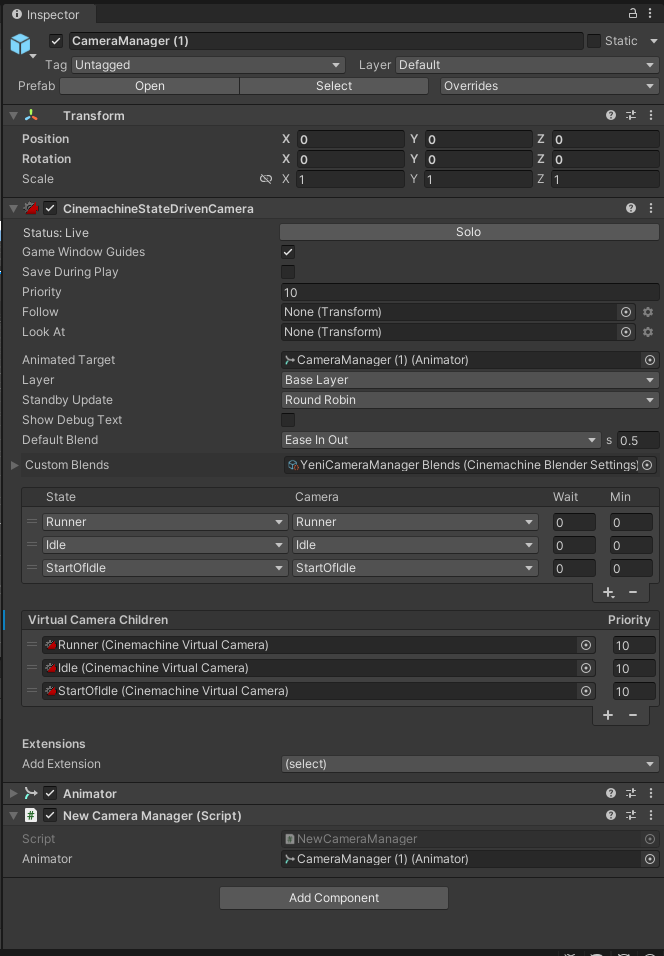 Inspector
CameraManager (1)
Static
Tag Untagged Layer Default
Prefab Open Select Overrides
Transform
Position X 0 Y 0 Z 0
Rotation X 0 Y 0 Z 0
Scale X 1 Y 1 Z 1
CinemachineStateDrivenCamera
Status: Live Solo
Game Window Guides
Save During Play
Priority 10
Follow None (Transform)
Look At None (Transform)
Animated Target CameraManager (1) (Animator)
Layer Base Layer
Standby Update Round Robin
Show Debug Text
Default Blend Ease In Out s 0.5
Custom Blends YeniCameraManager Blends (Cinemachine Blender Settings)
State Camera Wait Min
Runner Runner 0 0
Idle Idle 0 0
StartOfIdle StartOfIdle 0 0
Virtual Camera Children Priority
Runner (Cinemachine Virtual Camera) 10
Idle (Cinemachine Virtual Camera) 10
StartOfIdle (Cinemachine Virtual Camera) 10
Extensions
Add Extension (select)
Animator
# New Camera Manager (Script)
Script # NewCameraManager
Animator CameraManager (1) (Animator)
Add Component